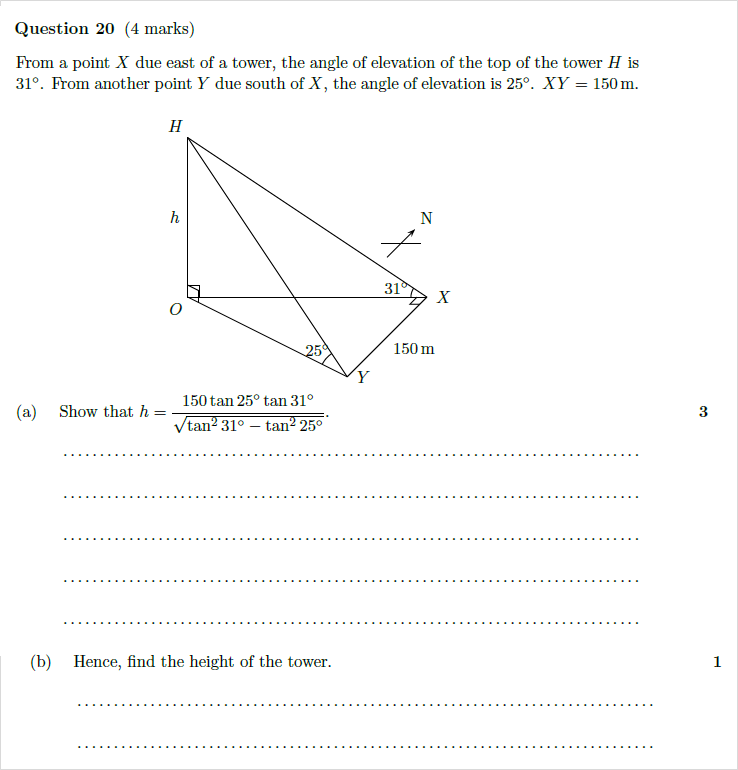 Question 20 (4 marks)
From a point X due east of a tower, the angle of elevation of the top of the tower H is
31°. From another point Y due south of X, the angle of elevation is 25°. XY = 150 m.
H
h
N
31°
X
O
25°
150 m
Y
(a) Show that h = \frac{150 \tan 25° \tan 31°}{\sqrt{\tan^2 31° − \tan^2 25°}}. 3
(b) Hence, find the height of the tower. 1